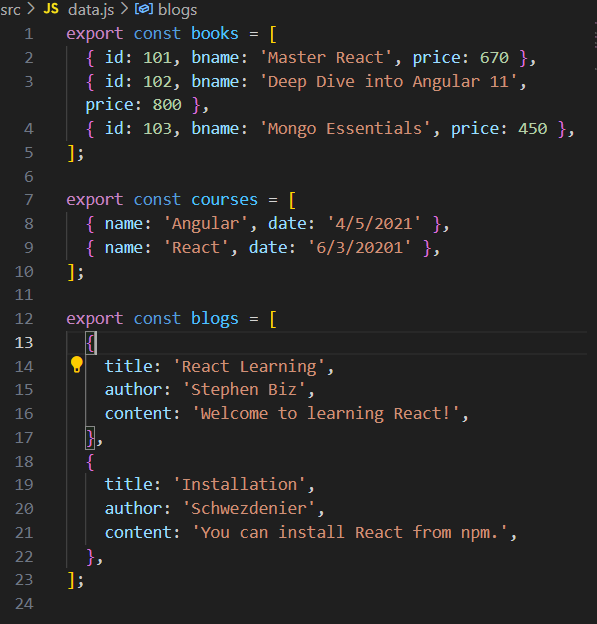 src > JS data.js > blogs
1 export const books = [
2 { id: 101, bname: 'Master React', price: 670 },
3 { id: 102, bname: 'Deep Dive into Angular 11',
price: 800 },
4 { id: 103, bname: 'Mongo Essentials', price: 450 },
5 ];
6
7 export const courses = [
8 { name: 'Angular', date: '4/5/2021' },
9 { name: 'React', date: '6/3/20201' },
10 ];
11
12 export const blogs = [
13 {
14 title: 'React Learning',
15 author: 'Stephen Biz',
16 content: 'Welcome to learning React!',
17 },
18 {
19 title: 'Installation',
20 author: 'Schwezdenier',
21 content: 'You can install React from npm.',
22 },
23 ];
24